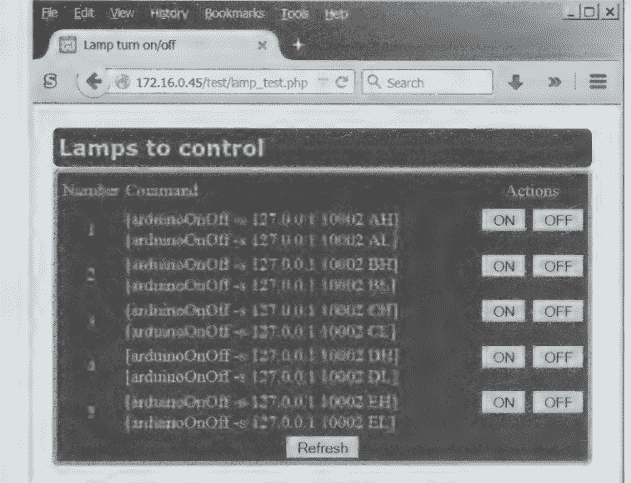 File Edit View History Bookmarks Tools Help
Lamp turn on/off
172.16.0.45/test/lamp_test.php Search
Lamps to control
Number Command Actions
1 [arduinoOnOff -s 127.0.0.1 10002 AH] ON OFF
[arduinoOnOff -s 127.0.0.1 10002 AL]
2 [arduinoOnOff -s 127.0.0.1 10002 BH] ON OFF
[arduinoOnOff -s 127.0.0.1 10002 BL]
3 [arduinoOnOff -s 127.0.0.1 10002 CH] ON OFF
[arduinoOnOff -s 127.0.0.1 10002 CL]
4 [arduinoOnOff -s 127.0.0.1 10002 DH] ON OFF
[arduinoOnOff -s 127.0.0.1 10002 DL]
5 [arduinoOnOff -s 127.0.0.1 10002 EH] ON OFF
[arduinoOnOff -s 127.0.0.1 10002 EL]
Refresh